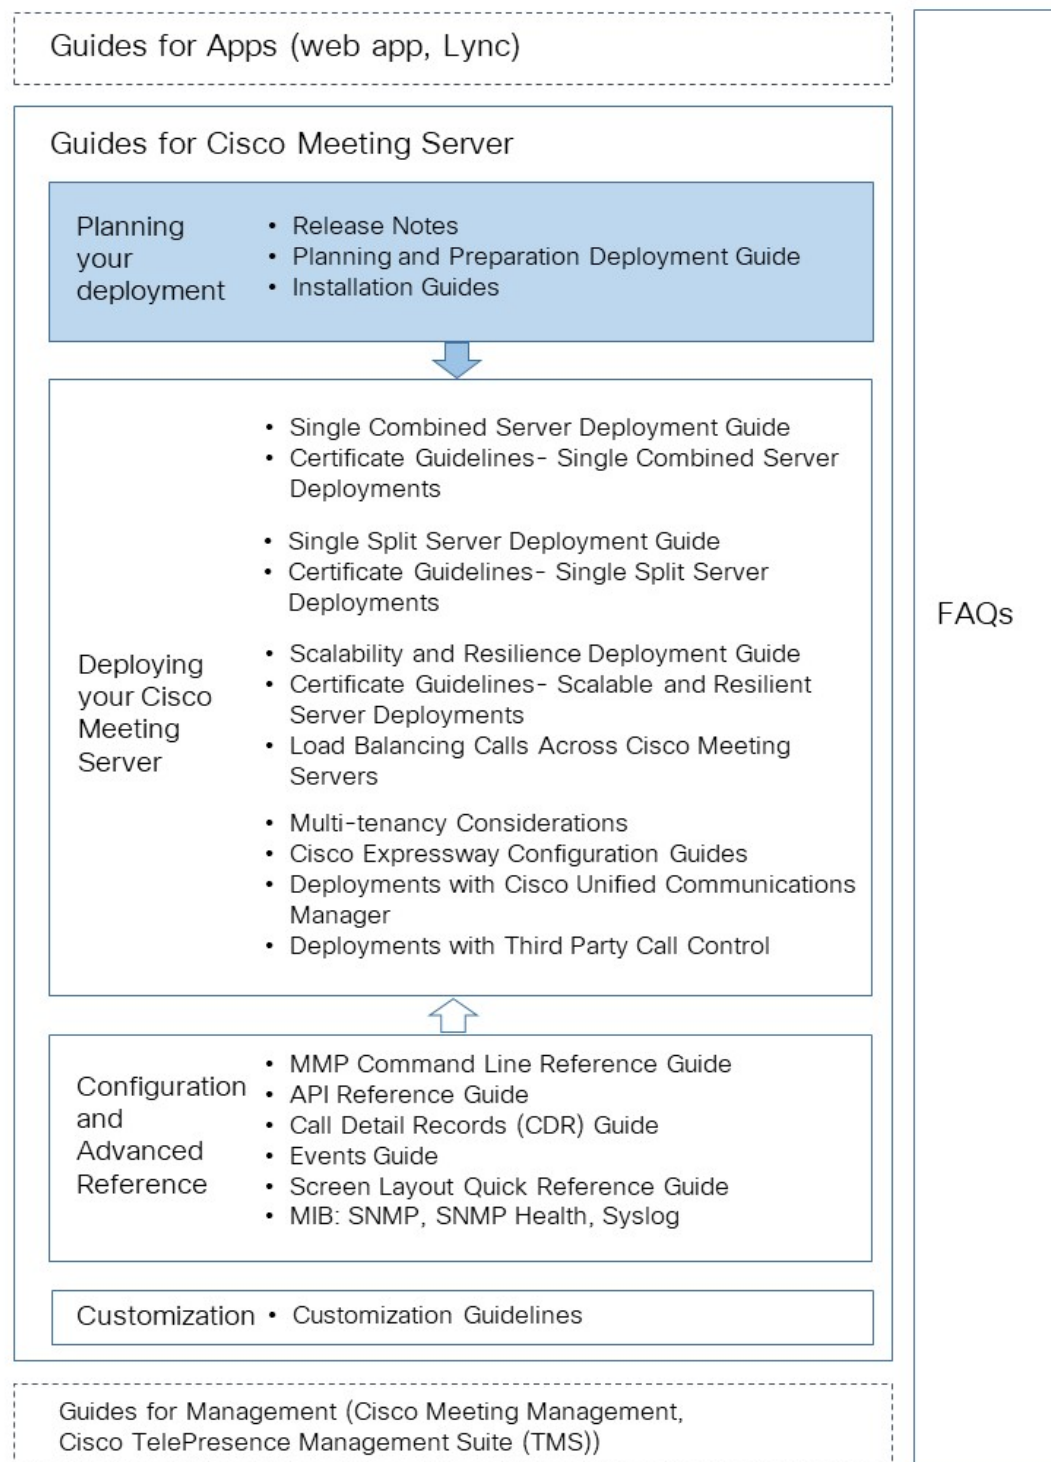 Guides for Apps (web app, Lync)
Guides for Cisco Meeting Server
Planning
your
deployment
• Release Notes
• Planning and Preparation Deployment Guide
• Installation Guides
Deploying
your Cisco
Meeting
Server
• Single Combined Server Deployment Guide
• Certificate Guidelines- Single Combined Server
Deployments
• Single Split Server Deployment Guide
• Certificate Guidelines- Single Split Server
Deployments
• Scalability and Resilience Deployment Guide
• Certificate Guidelines- Scalable and Resilient
Server Deployments
• Load Balancing Calls Across Cisco Meeting
Servers
• Multi-tenancy Considerations
• Cisco Expressway Configuration Guides
• Deployments with Cisco Unified Communications
Manager
• Deployments with Third Party Call Control
Configuration
and
Advanced
Reference
• MMP Command Line Reference Guide
• API Reference Guide
• Call Detail Records (CDR) Guide
• Events Guide
• Screen Layout Quick Reference Guide
• MIB: SNMP, SNMP Health, Syslog
Customization • Customization Guidelines
Guides for Management (Cisco Meeting Management,
Cisco TelePresence Management Suite (TMS))
FAQs